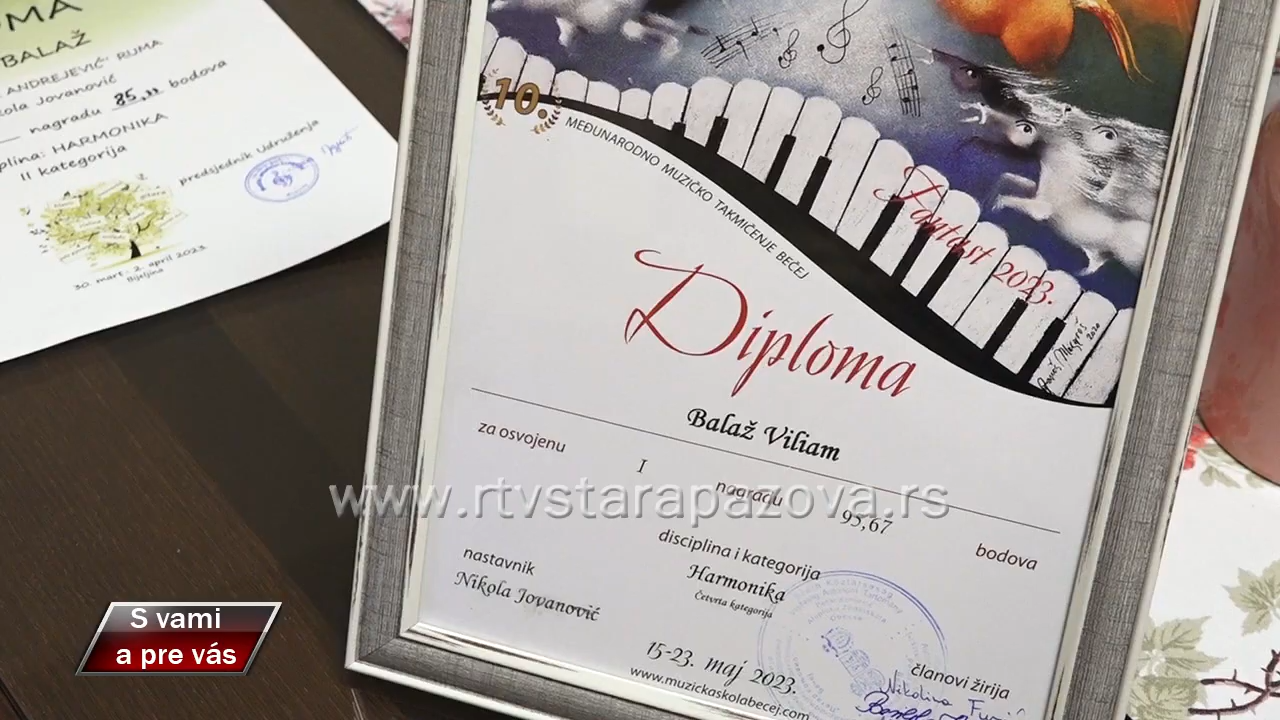 OMA
BALAŽ
ANDREJEVIĆ" RUMA
kola Jovanović
nagradu 85,33 bodova
plina: HARMONIKA
II kategorija
predsjednik Udruženja
30. mart. - 2. april 2023
Bijeljina
10.
MEĐUNARODNO MUZIČKO TAKMIČENJE BEČEJ
Fantast 2023.
2020
Diploma
Balaž Viliam
za osvojenu I nagradu 95,67 bodova
disciplina i kategorija
nastavnik
Harmonika
Nikola Jovanović
Četvrta kategorija
15-23. maj 2023.
članovi žirija
www.muzickaskolabecej.com
www.rtvstarapazova.rs
S vami
a pre vás